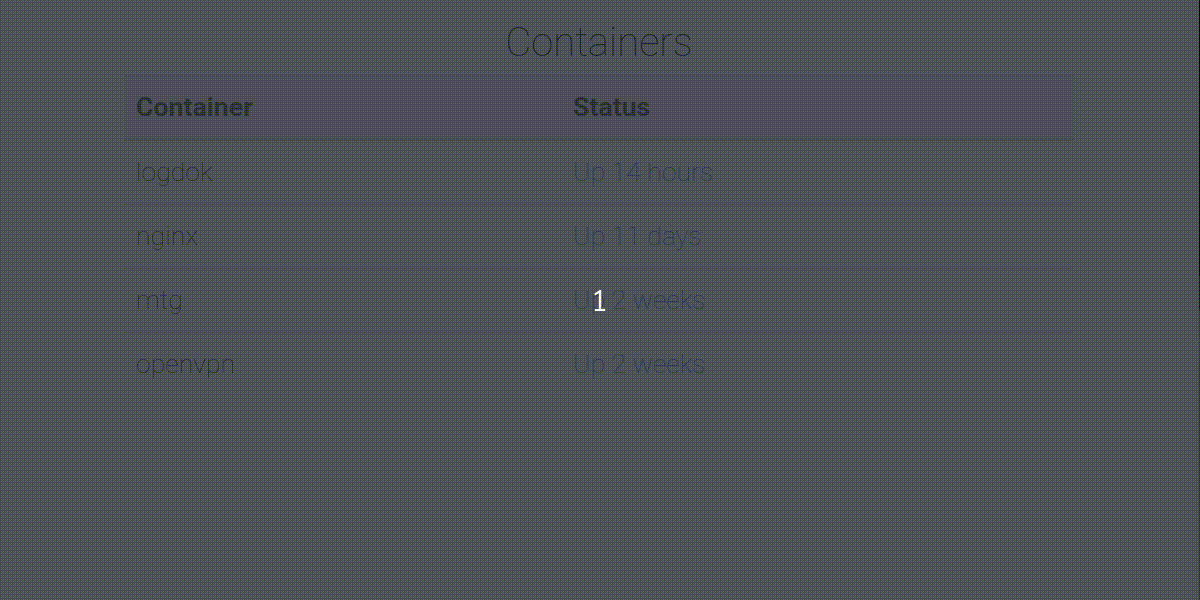 Containers
Container Status
logdok Up 14 hours
nginx Up 11 days
mtg Up 2 weeks
1
openvpn Up 2 weeks